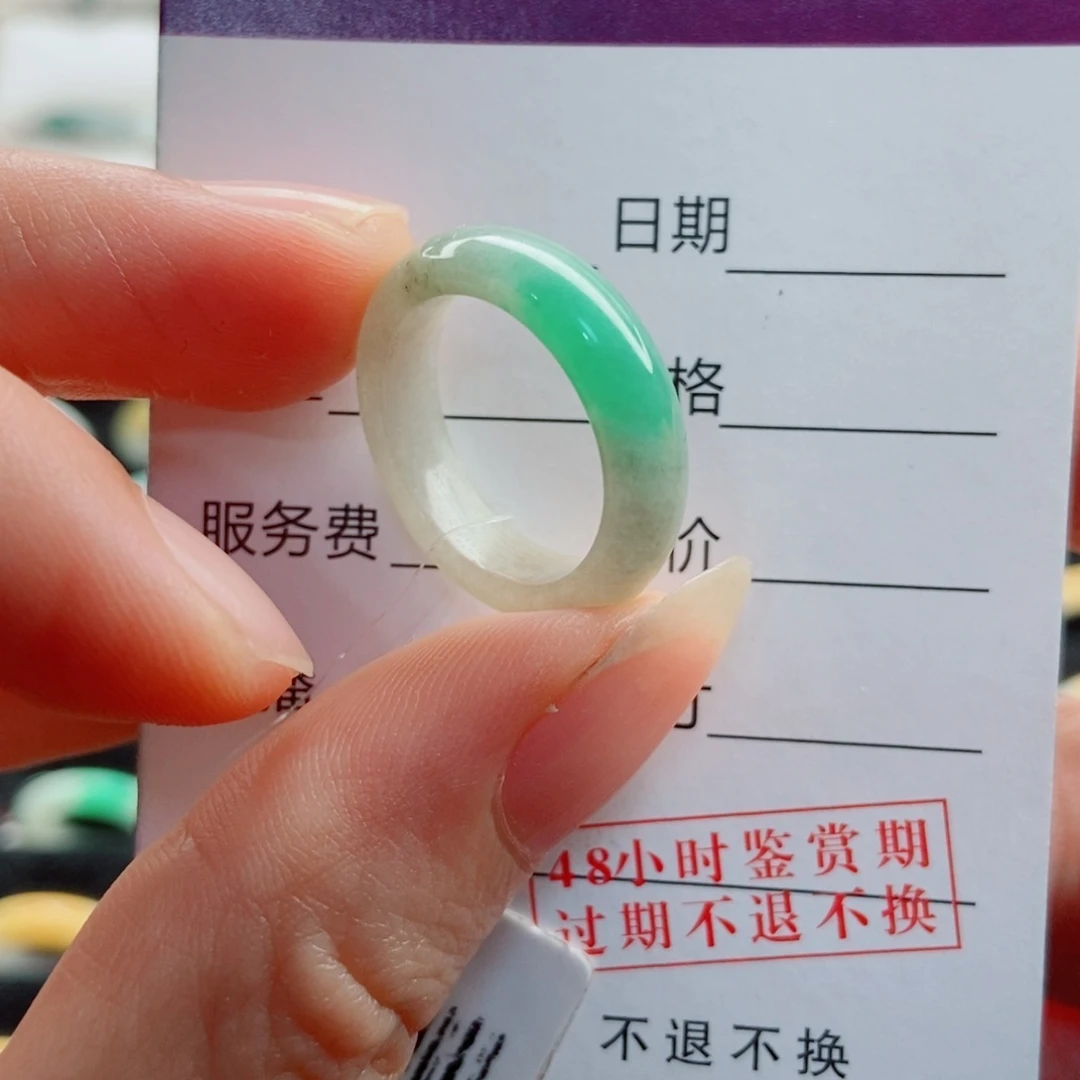 日期
格
服务费
价
48小时鉴赏期
过期不退不换
不退不换